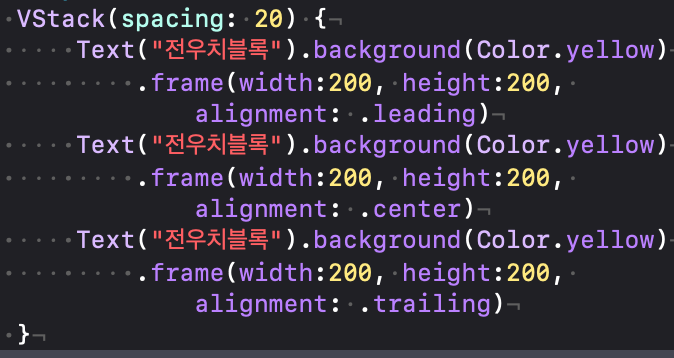 VStack(spacing: 20) {
Text("전우치블록").background(Color.yellow)
.frame(width:200, height:200,
alignment: .leading)
Text("전우치블록").background(Color.yellow)
.frame(width:200, height:200,
alignment: .center)
Text("전우치블록").background(Color.yellow)
.frame(width:200, height:200,
alignment: .trailing)
}